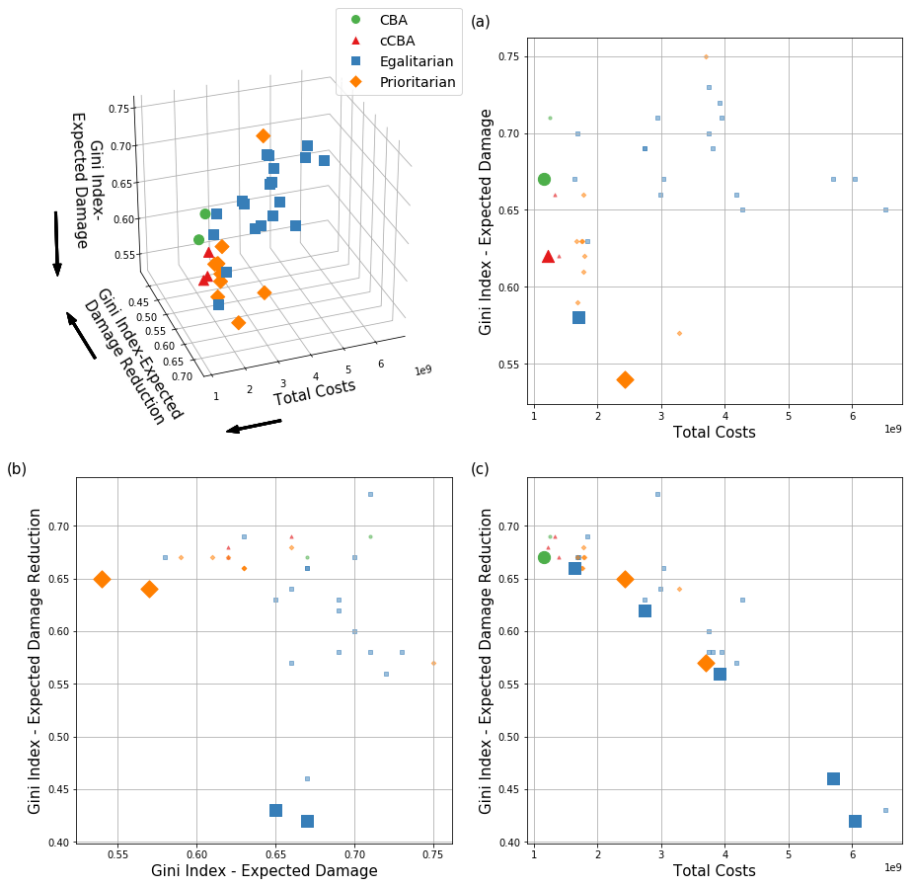 CBA
cCBA
Egalitarian
Prioritarian
0.75
0.70
0.65
0.60
0.55
Gini Index-
Expected Damage
0.45
0.50
0.55
0.60
0.65
0.70
Gini Index-Expected
Damage Reduction
1
2
3
4
5
6
1e9
Total Costs
(a)
0.75
0.70
0.65
0.60
0.55
Gini Index - Expected Damage
1
2
3
4
5
6
1e9
Total Costs
(b)
0.70
0.65
0.60
0.55
0.50
0.45
0.40
Gini Index - Expected Damage Reduction
0.55
0.60
0.65
0.70
0.75
Gini Index - Expected Damage
(c)
0.70
0.65
0.60
0.55
0.50
0.45
0.40
Gini Index - Expected Damage Reduction
1
2
3
4
5
6
1e9
Total Costs